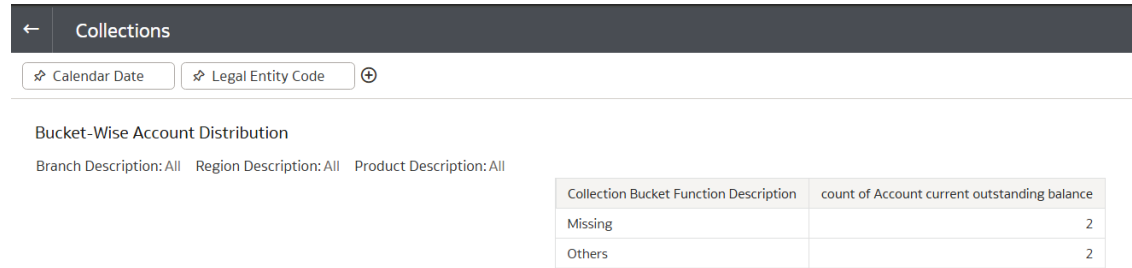 Collections
Calendar Date Legal Entity Code
Bucket-Wise Account Distribution
Branch Description: All Region Description: All Product Description: All
Collection Bucket Function Description count of Account current outstanding balance
Missing 2
Others 2